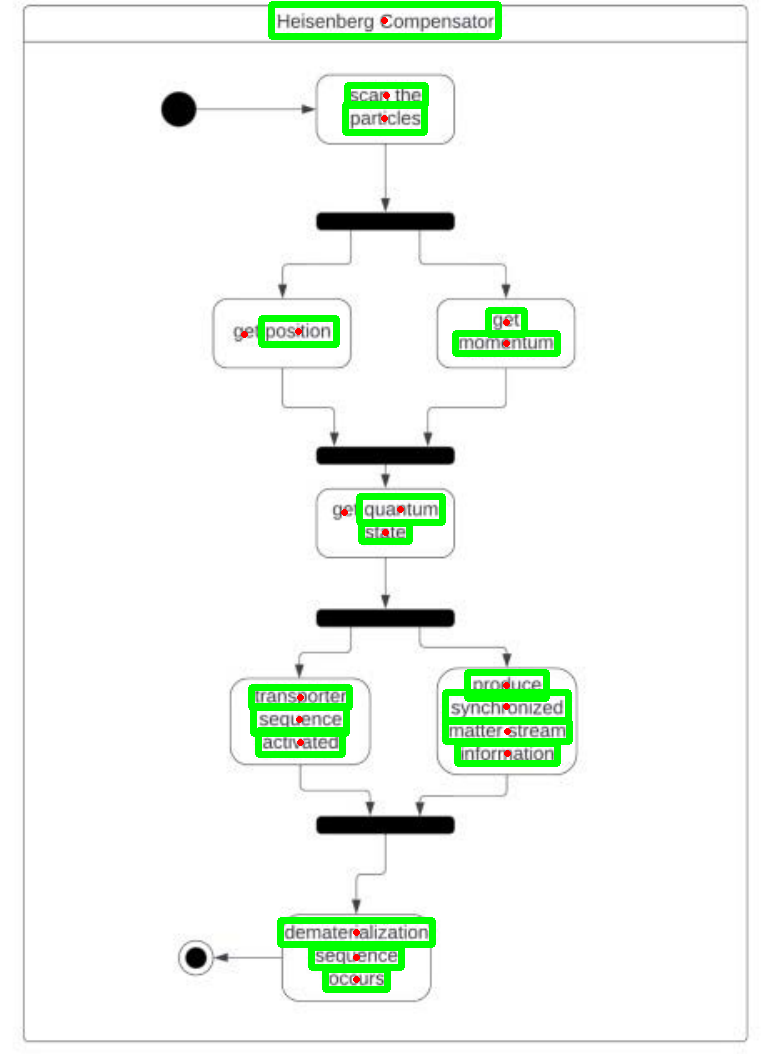 Heisenberg Compensator
scan the
particles
get position
get
momentum
get quantum
state
transporter
sequence
activated
produce
synchronized
matter stream
information
dematerialization
sequence
occurs